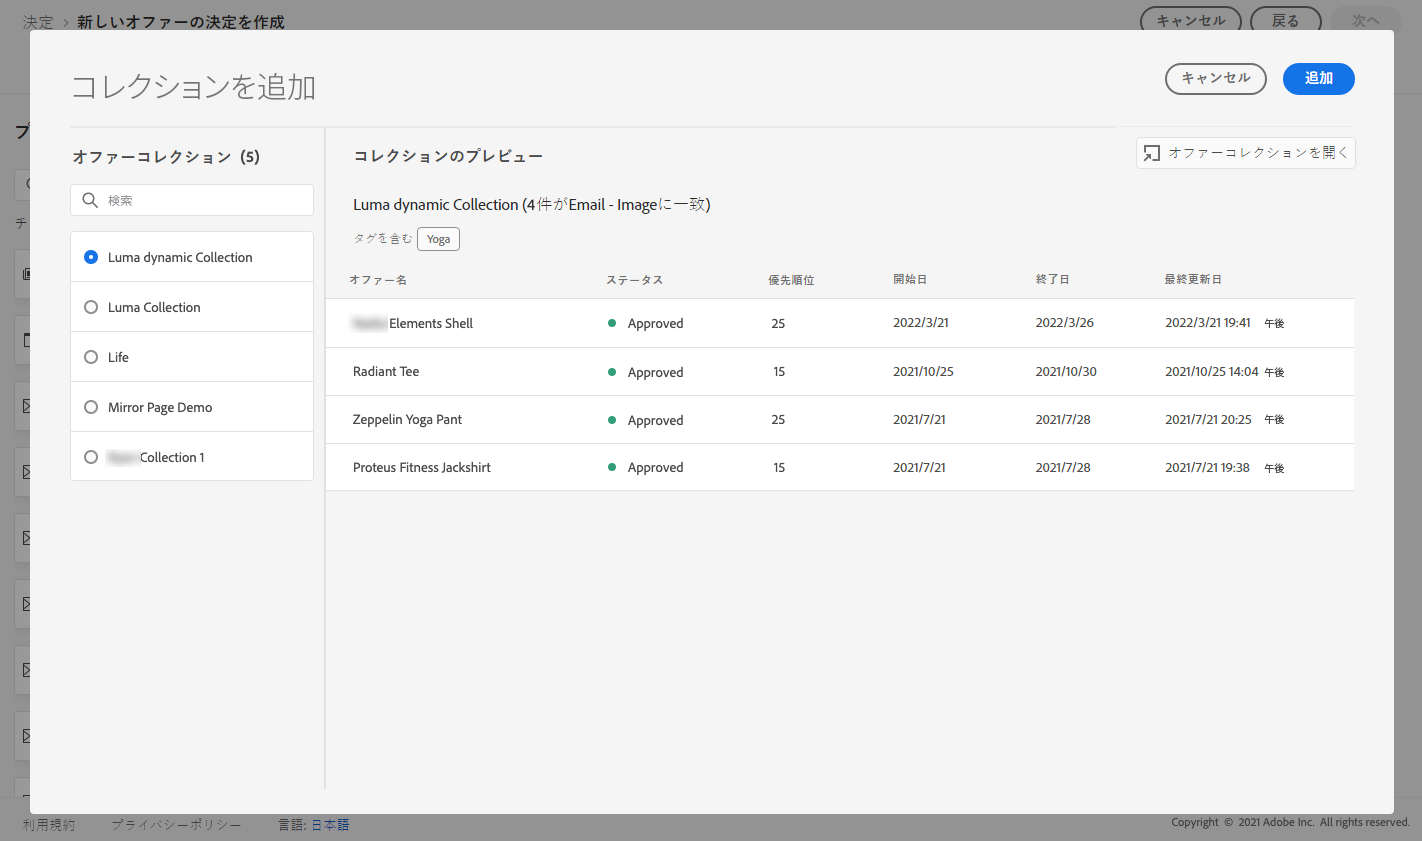 決定 > 新しいオファーの決定を作成
キャンセル 戻る 次へ
コレクションを追加
キャンセル 追加
オファーコレクション (5)
検索
Luma dynamic Collection
Luma Collection
Life
Mirror Page Demo
Collection 1
コレクションのプレビュー
オファーコレクションを開く
Luma dynamic Collection (4件がEmail - Imageに一致)
タグを含む Yoga
オファー名 ステータス 優先順位 開始日 終了日 最終更新日
Elements Shell Approved 25 2022/3/21 2022/3/26 2022/3/21 19:41 午後
Radiant Tee Approved 15 2021/10/25 2021/10/30 2021/10/25 14:04 午後
Zeppelin Yoga Pant Approved 25 2021/7/21 2021/7/28 2021/7/21 20:25 午後
Proteus Fitness Jackshirt Approved 15 2021/7/21 2021/7/28 2021/7/21 19:38 午後
利用規約 プライバシーポリシー 言語: 日本語
Copyright © 2021 Adobe Inc. All rights reserved.